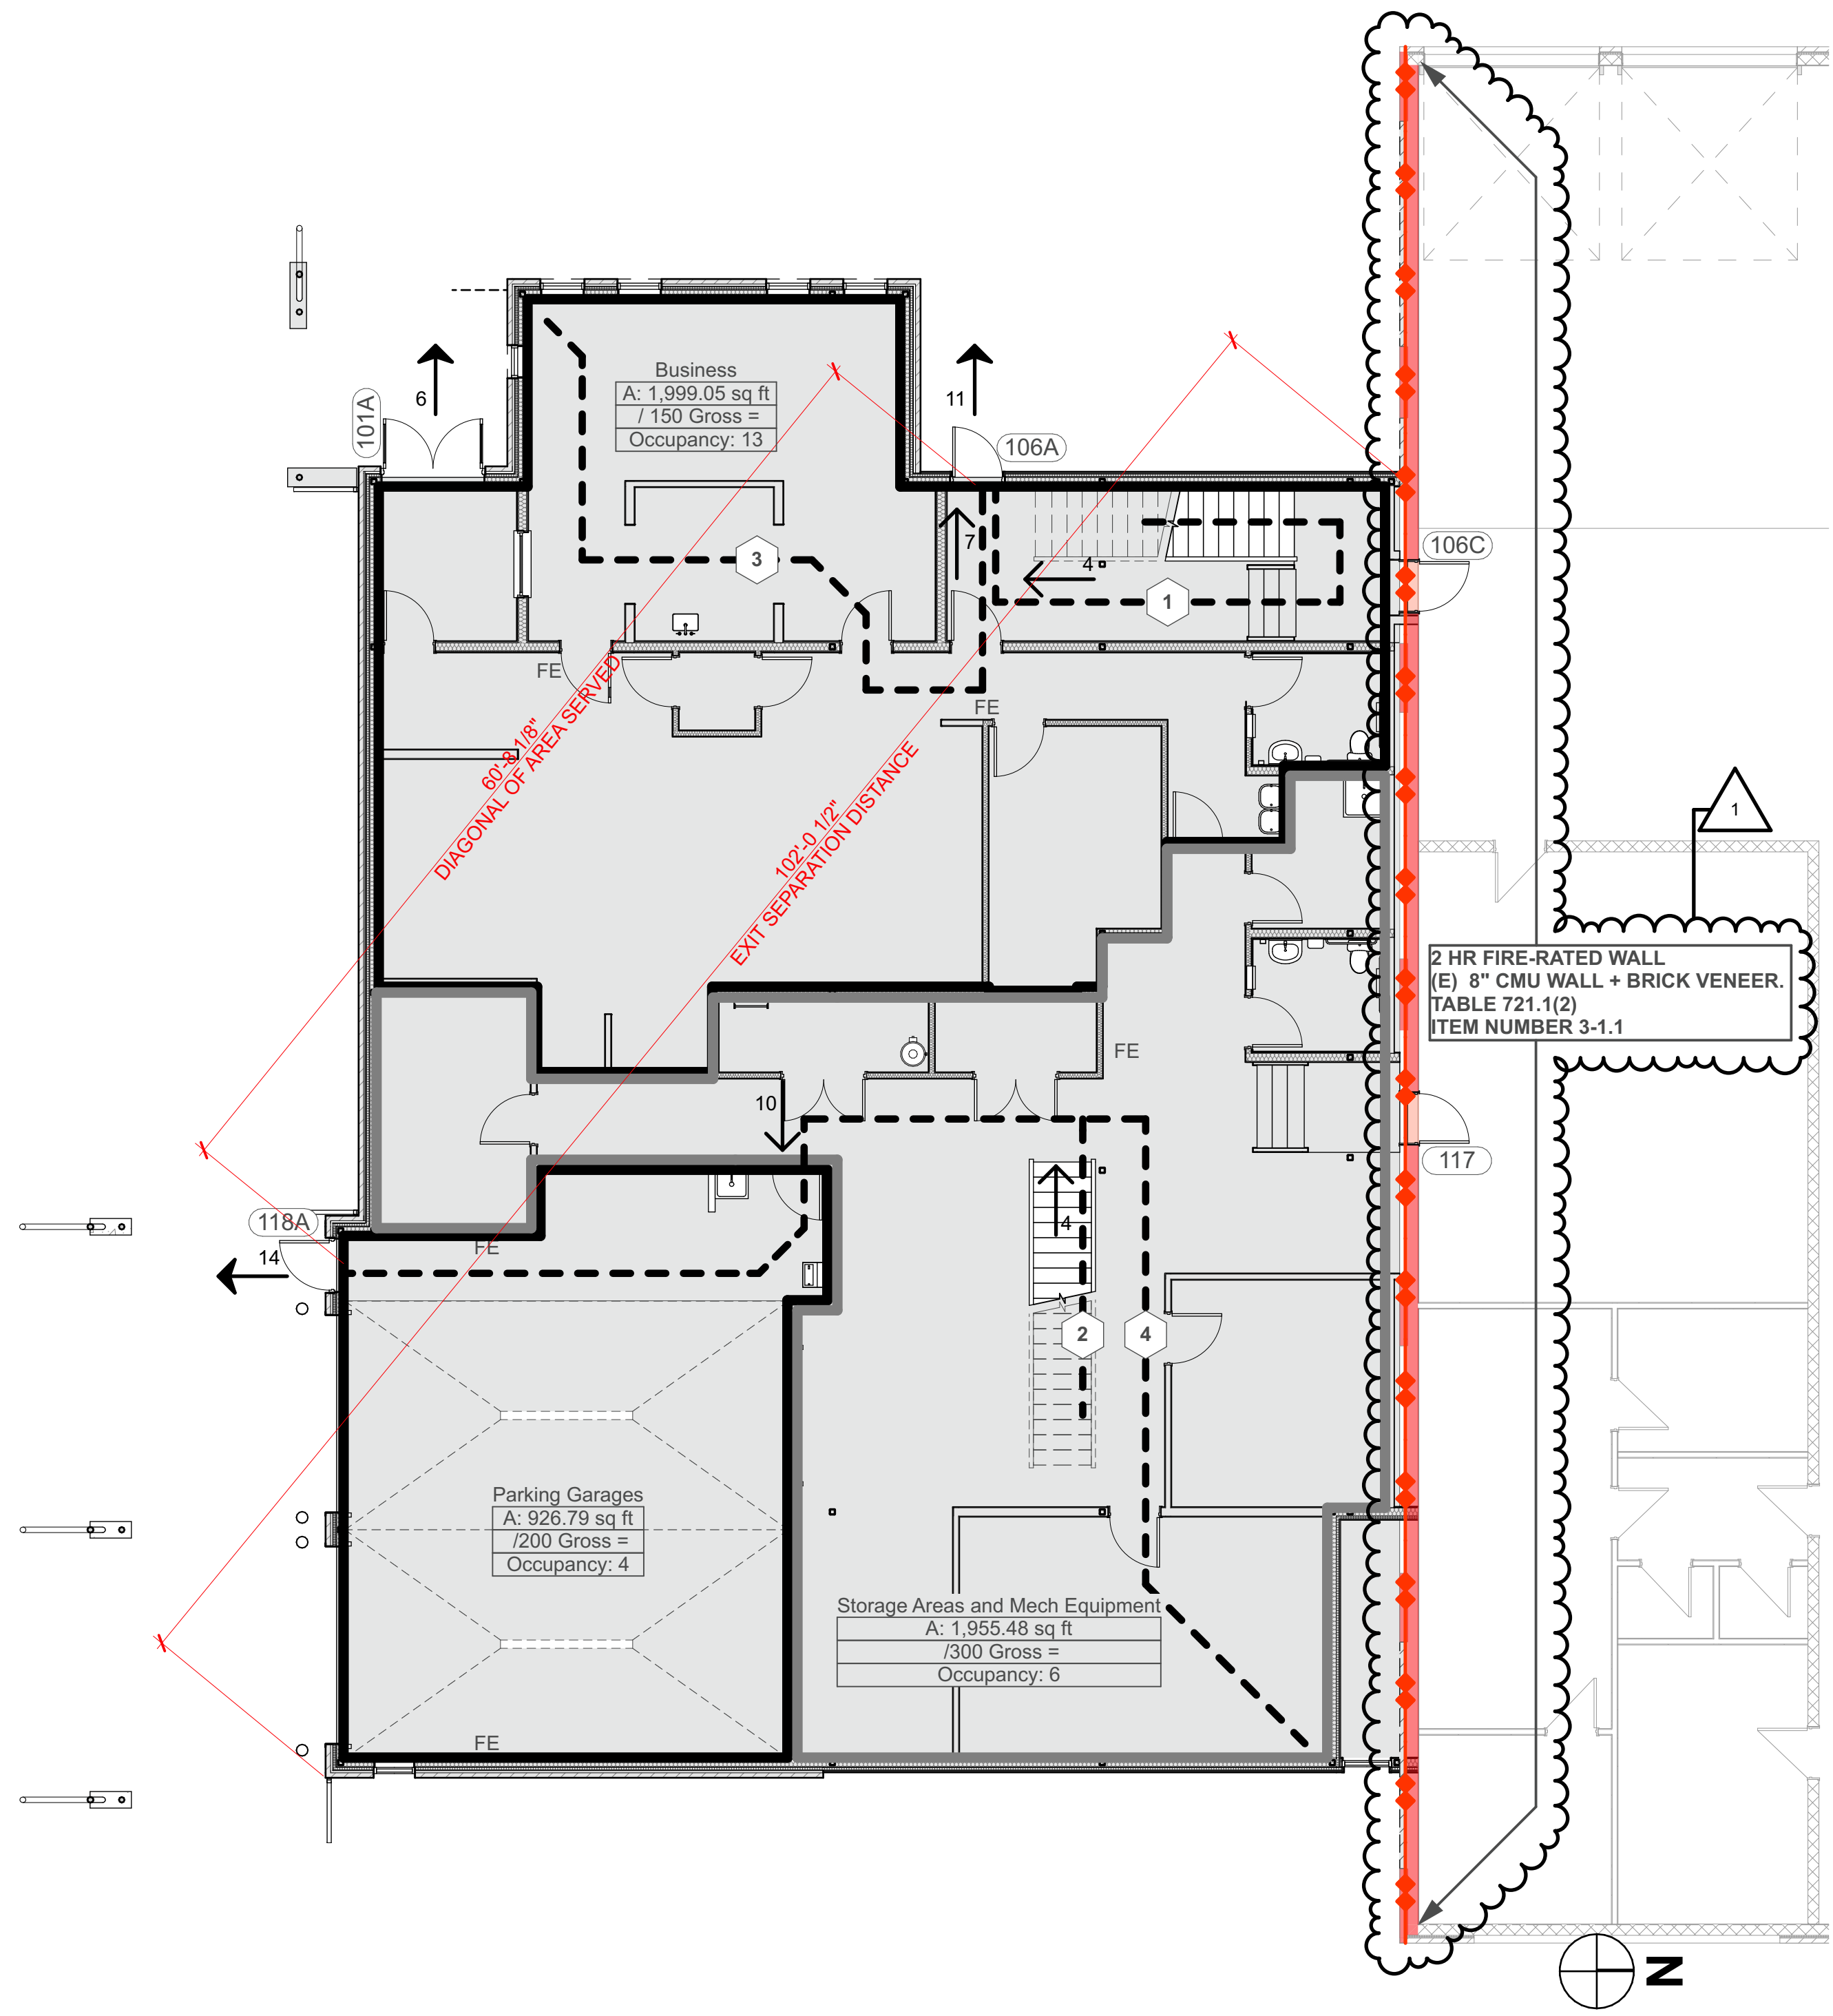 Business
A: 1,999.05 sq ft
/ 150 Gross =
Occupancy: 13
101A
6
11
106A
7
4
106C
3
1
FE
FE
60'-8 1/8"
DIAGONAL OF AREA SERVED
102'-0 1/2"
EXIT SEPARATION DISTANCE
1
2 HR FIRE-RATED WALL
(E) 8" CMU WALL + BRICK VENEER.
TABLE 721.1(2)
ITEM NUMBER 3-1.1
FE
10
117
118A
14
FE
4
2
4
Parking Garages
A: 926.79 sq ft
/200 Gross =
Occupancy: 4
Storage Areas and Mech Equipment
A: 1,955.48 sq ft
/300 Gross =
Occupancy: 6
FE
N